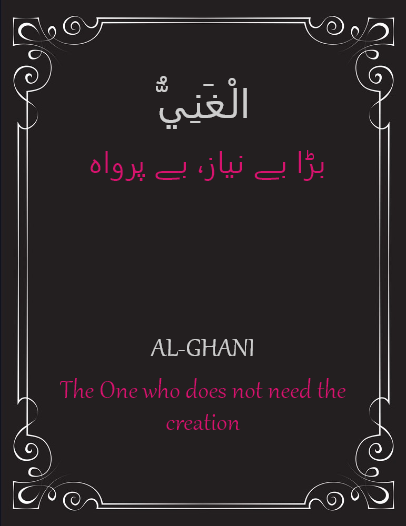 الْغَنِيُّ
بڑا بے نیاز، بے پرواہ
AL-GHANI
The One who does not need the
creation